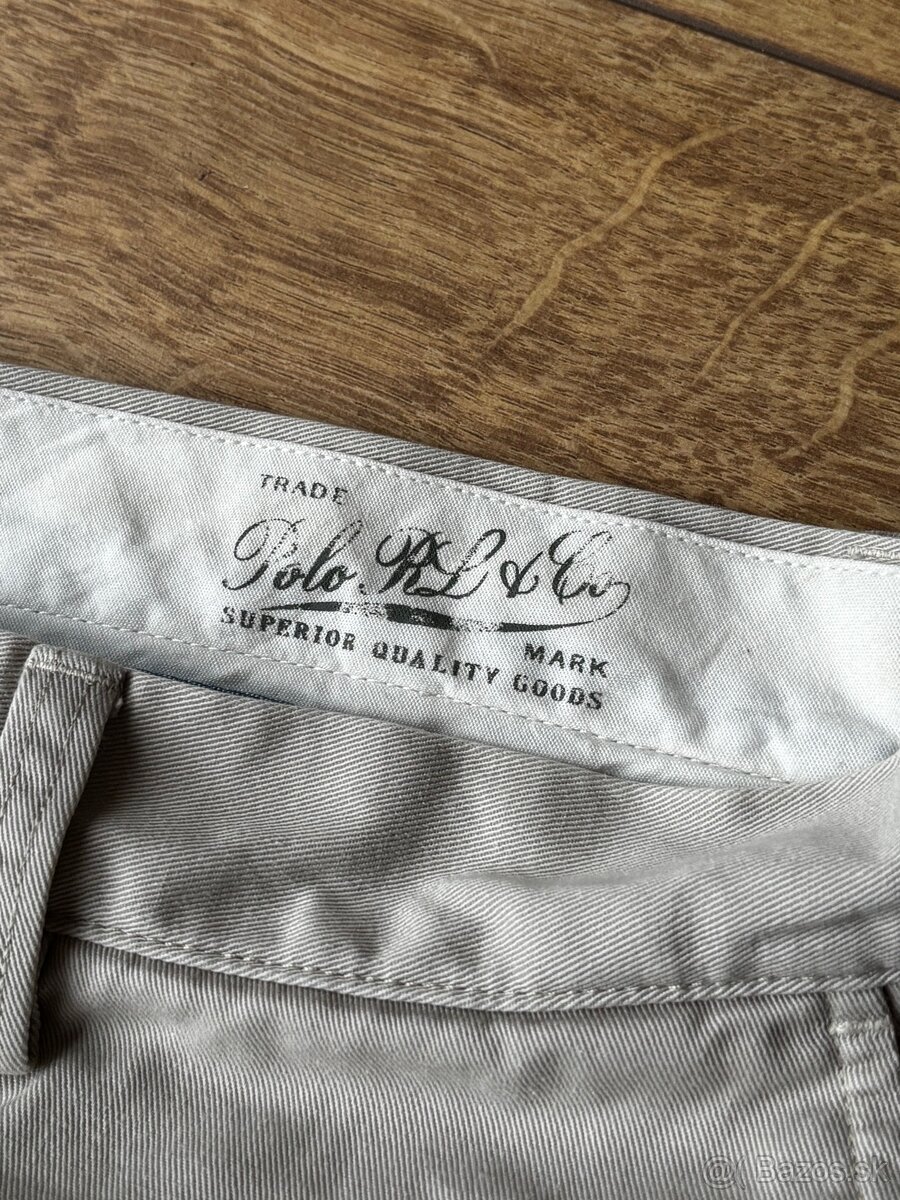 TRADE
Polo RL & Co
MARK
SUPERIOR QUALITY GOODS
@( Bazos.sk